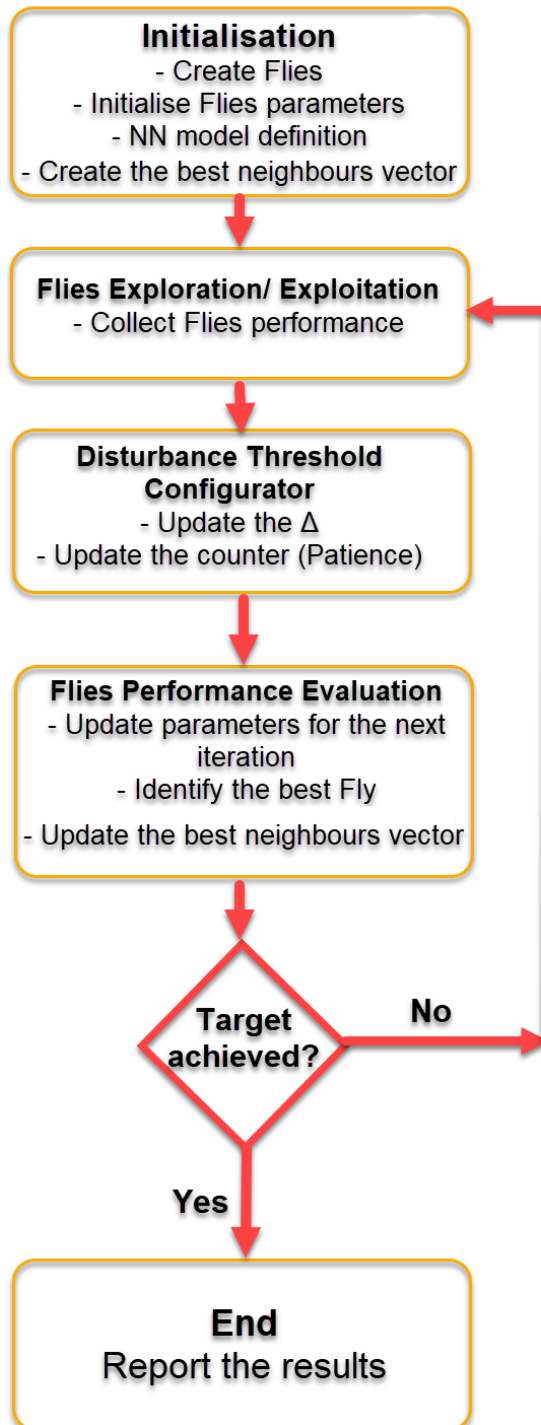 Initialisation
- Create Flies
- Initialise Flies parameters
- NN model definition
- Create the best neighbours vector
Flies Exploration/ Exploitation
- Collect Flies performance
Disturbance Threshold
Configurator
- Update the Δ
- Update the counter (Patience)
Flies Performance Evaluation
- Update parameters for the next
iteration
- Identify the best Fly
- Update the best neighbours vector
Target
achieved?
No
Yes
End
Report the results